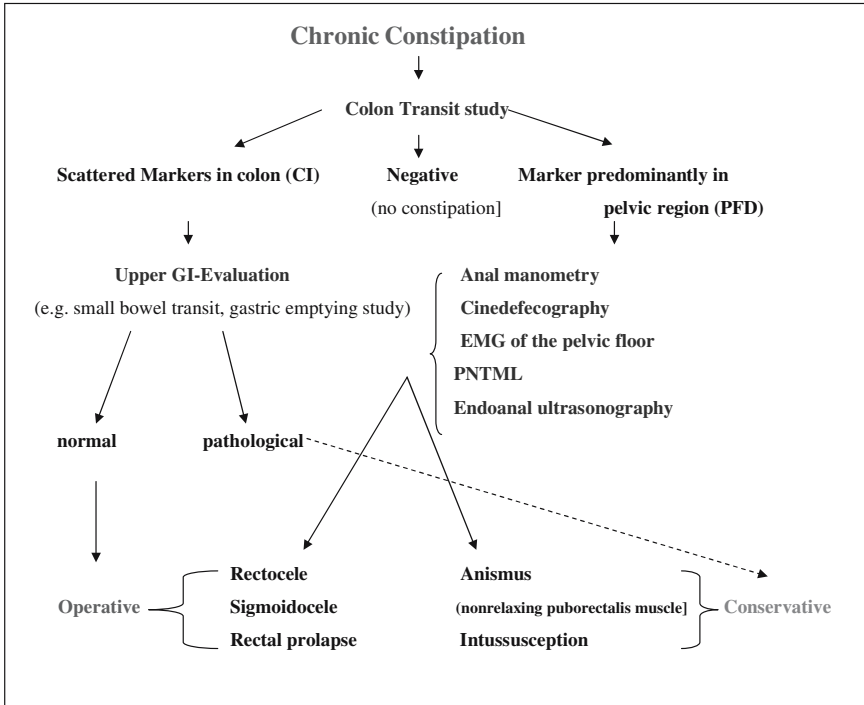 Chronic Constipation
Colon Transit study
Scattered Markers in colon (CI)
Negative
(no constipation]
Marker predominantly in
pelvic region (PFD)
Upper GI-Evaluation
(e.g. small bowel transit, gastric emptying study)
Anal manometry
Cinedefecography
EMG of the pelvic floor
PNTML
Endoanal ultrasonography
normal
pathological
Operative
Rectocele
Sigmoidocele
Rectal prolapse
Anismus
(nonrelaxing puborectalis muscle]
Intussusception
Conservative